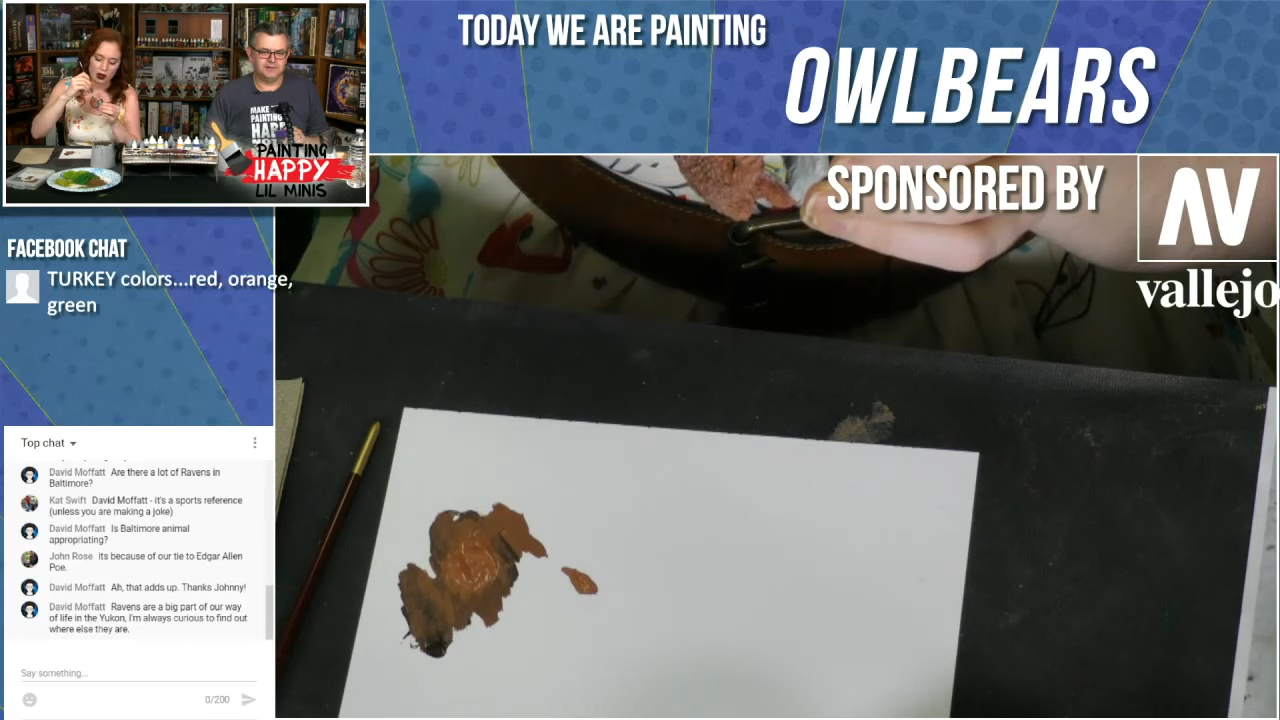 TODAY WE ARE PAINTING
OWLBEARS
SPONSORED BY
AV
vallejo
MAKE
PAINTING
PAINTING
HAPPY
LIL MINIS
FACEBOOK CHAT
TURKEY colors...red, orange,
green
Top chat
David Moffatt Are there a lot of Ravens in
Baltimore?
Kat Swift David Moffatt - it's a sports reference
(unless you are making a joke)
David Moffatt Is Baltimore animal
appropriating?
John Rose its because of our tie to Edgar Allen
Poe.
David Moffatt Ah, that adds up. Thanks Johnny!
David Moffatt Ravens are a big part of our way
of life in the Yukon, I'm always curious to find out
where else they are.
Say something...
0/200